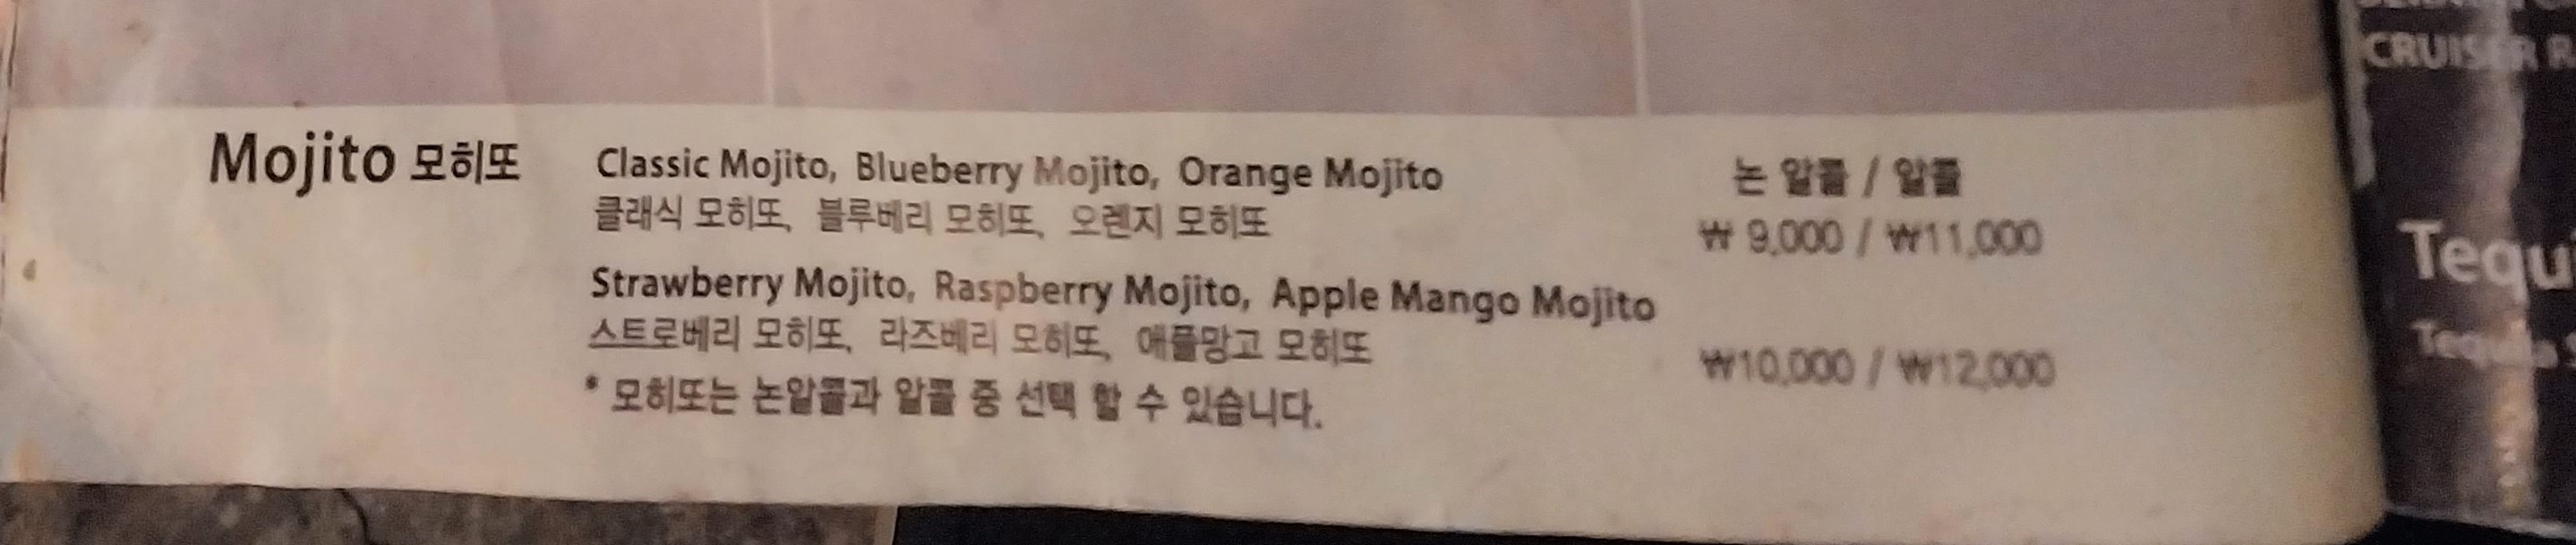 Mojito 모히또
Classic Mojito, Blueberry Mojito, Orange Mojito
클래식 모히또, 블루베리 모히또, 오렌지 모히또
논 알콜 / 알콜
₩ 9,000 / ₩11,000
Strawberry Mojito, Raspberry Mojito, Apple Mango Mojito
스트로베리 모히또, 라즈베리 모히또, 애플망고 모히또
₩10,000 / ₩12,000
* 모히또는 논알콜과 알콜 중 선택 할 수 있습니다.
CRUISER R
Tequ
Tequila S